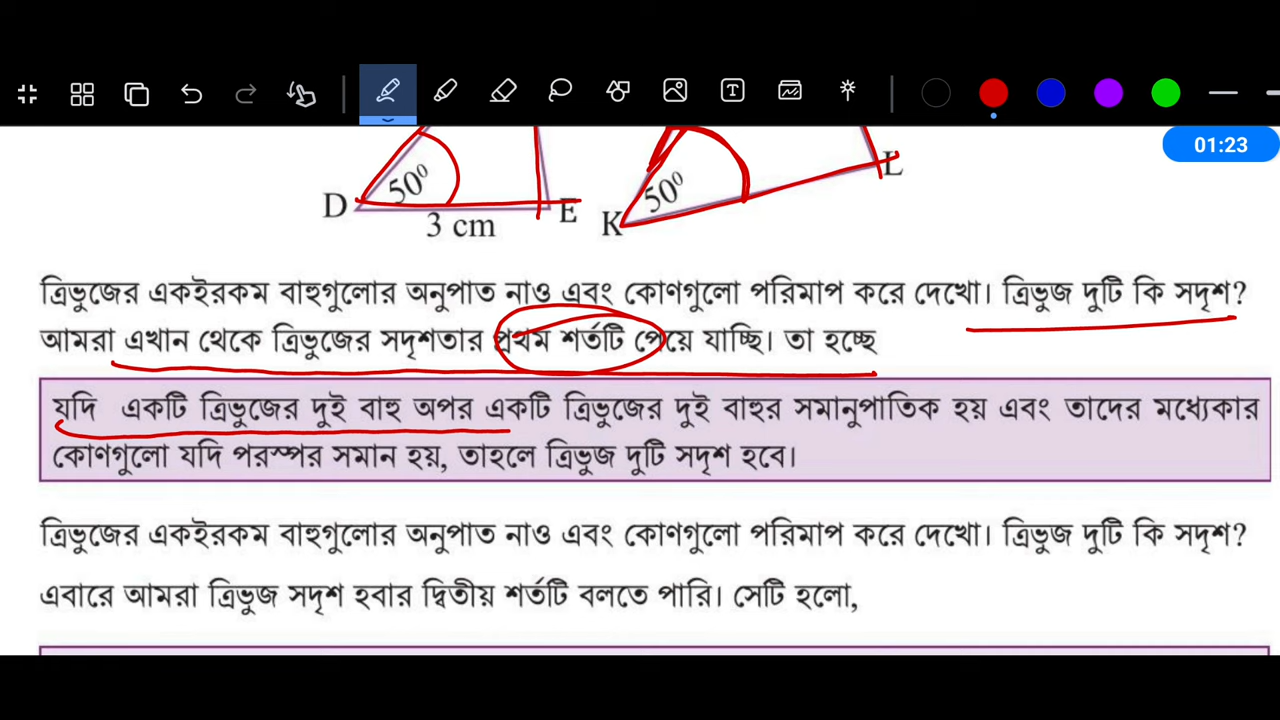 01:23
50⁰
50⁰
L
D
E
K
3 cm
ত্রিভুজের একইরকম বাহুগুলোর অনুপাত নাও এবং কোণগুলো পরিমাপ করে দেখো। ত্রিভুজ দুটি কি সদৃশ?
আমরা এখান থেকে ত্রিভুজের সদৃশতার প্রথম শর্তটি পেয়ে যাচ্ছি। তা হচ্ছে
যদি একটি ত্রিভুজের দুই বাহু অপর একটি ত্রিভুজের দুই বাহুর সমানুপাতিক হয় এবং তাদের মধ্যেকার
কোণগুলো যদি পরস্পর সমান হয়, তাহলে ত্রিভুজ দুটি সদৃশ হবে।
ত্রিভুজের একইরকম বাহুগুলোর অনুপাত নাও এবং কোণগুলো পরিমাপ করে দেখো। ত্রিভুজ দুটি কি সদৃশ?
এবারে আমরা ত্রিভুজ সদৃশ হবার দ্বিতীয় শর্তটি বলতে পারি। সেটি হলো,